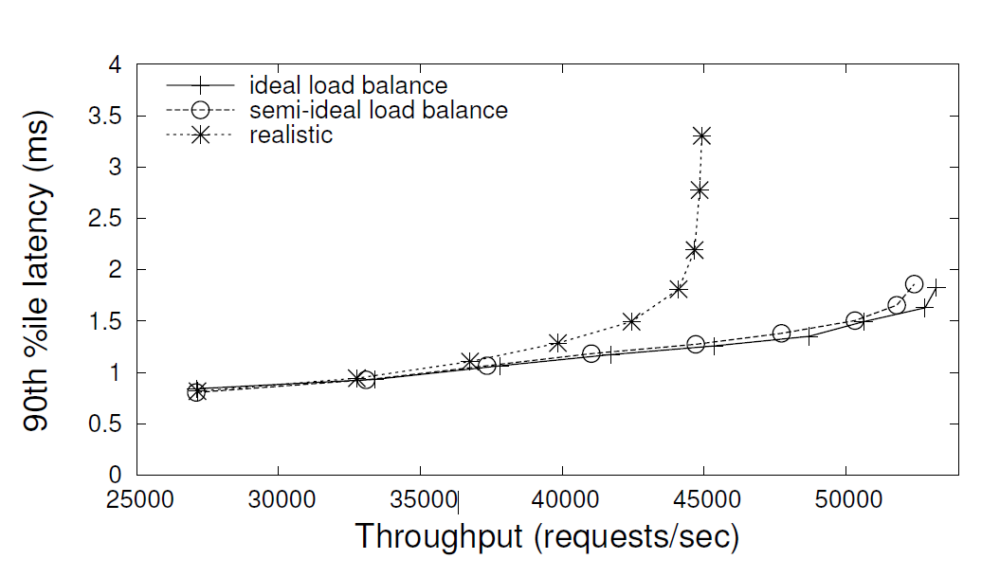 4
3.5
3
2.5
2
1.5
1
0.5
0
90th %ile latency (ms)
ideal load balance
semi-ideal load balance
realistic
25000 30000 35000 40000 45000 50000
Throughput (requests/sec)